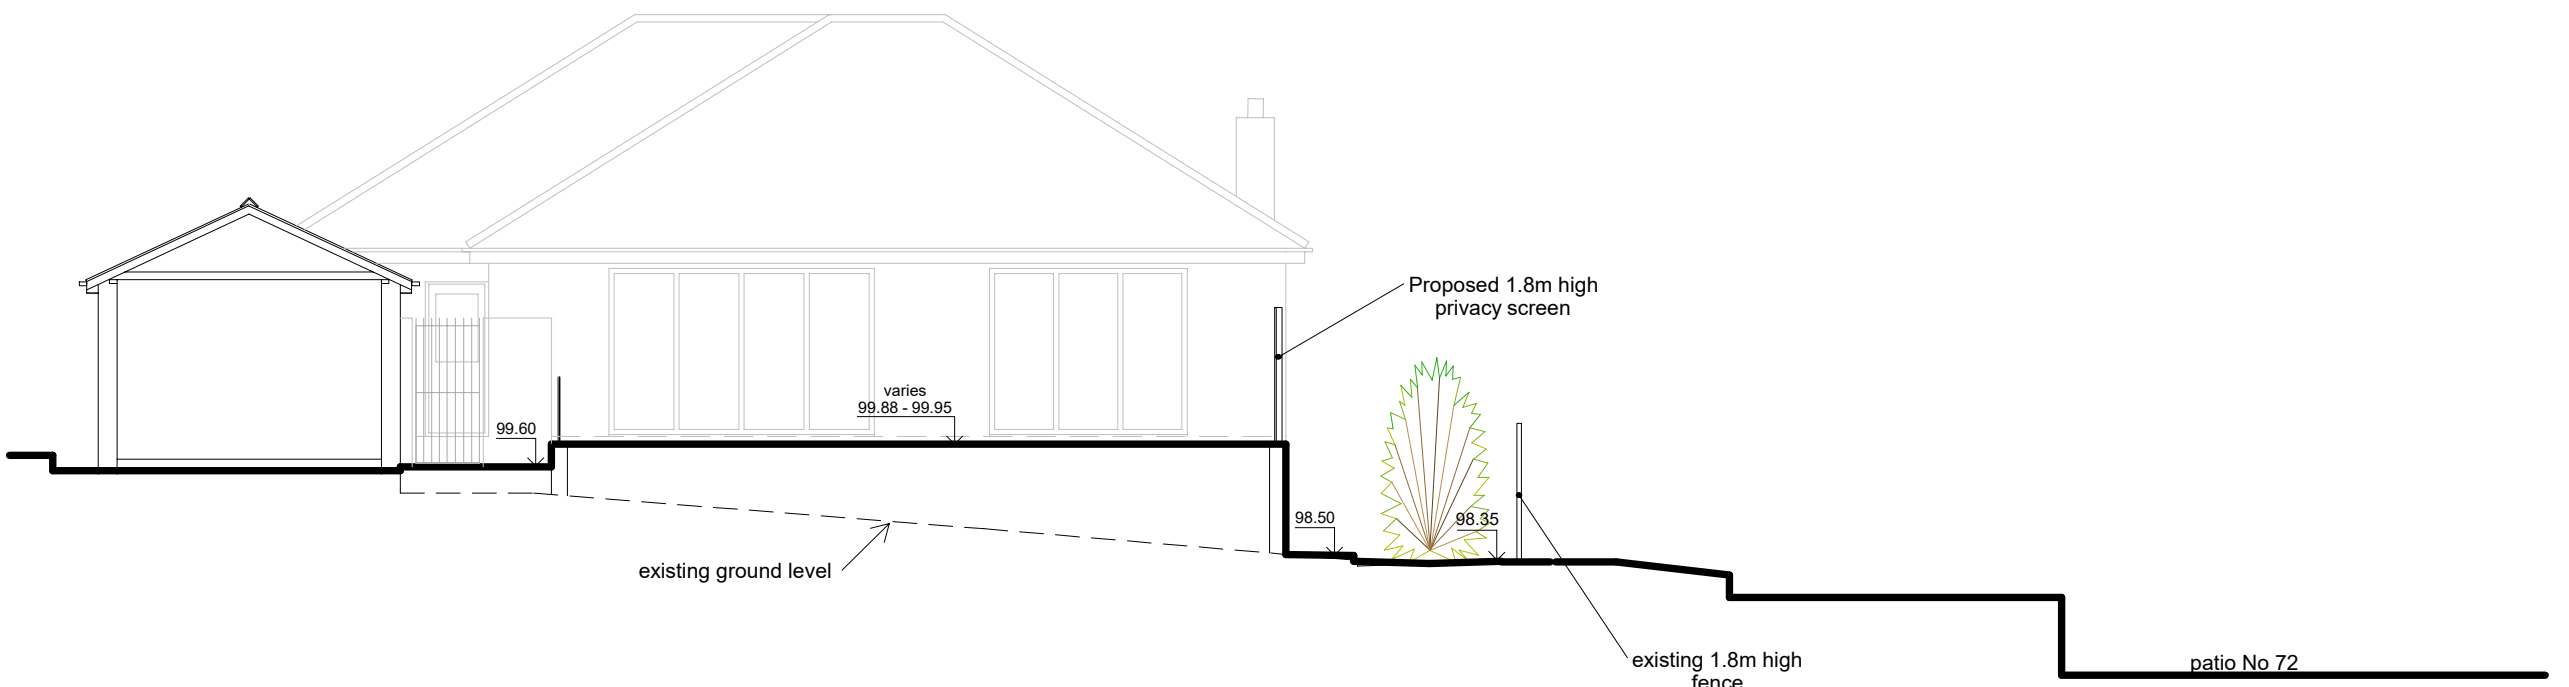 Proposed 1.8m high
privacy screen
varies
99.88 - 99.95
99.60
98.50
98.35
existing ground level
existing 1.8m high
fence
patio No 72